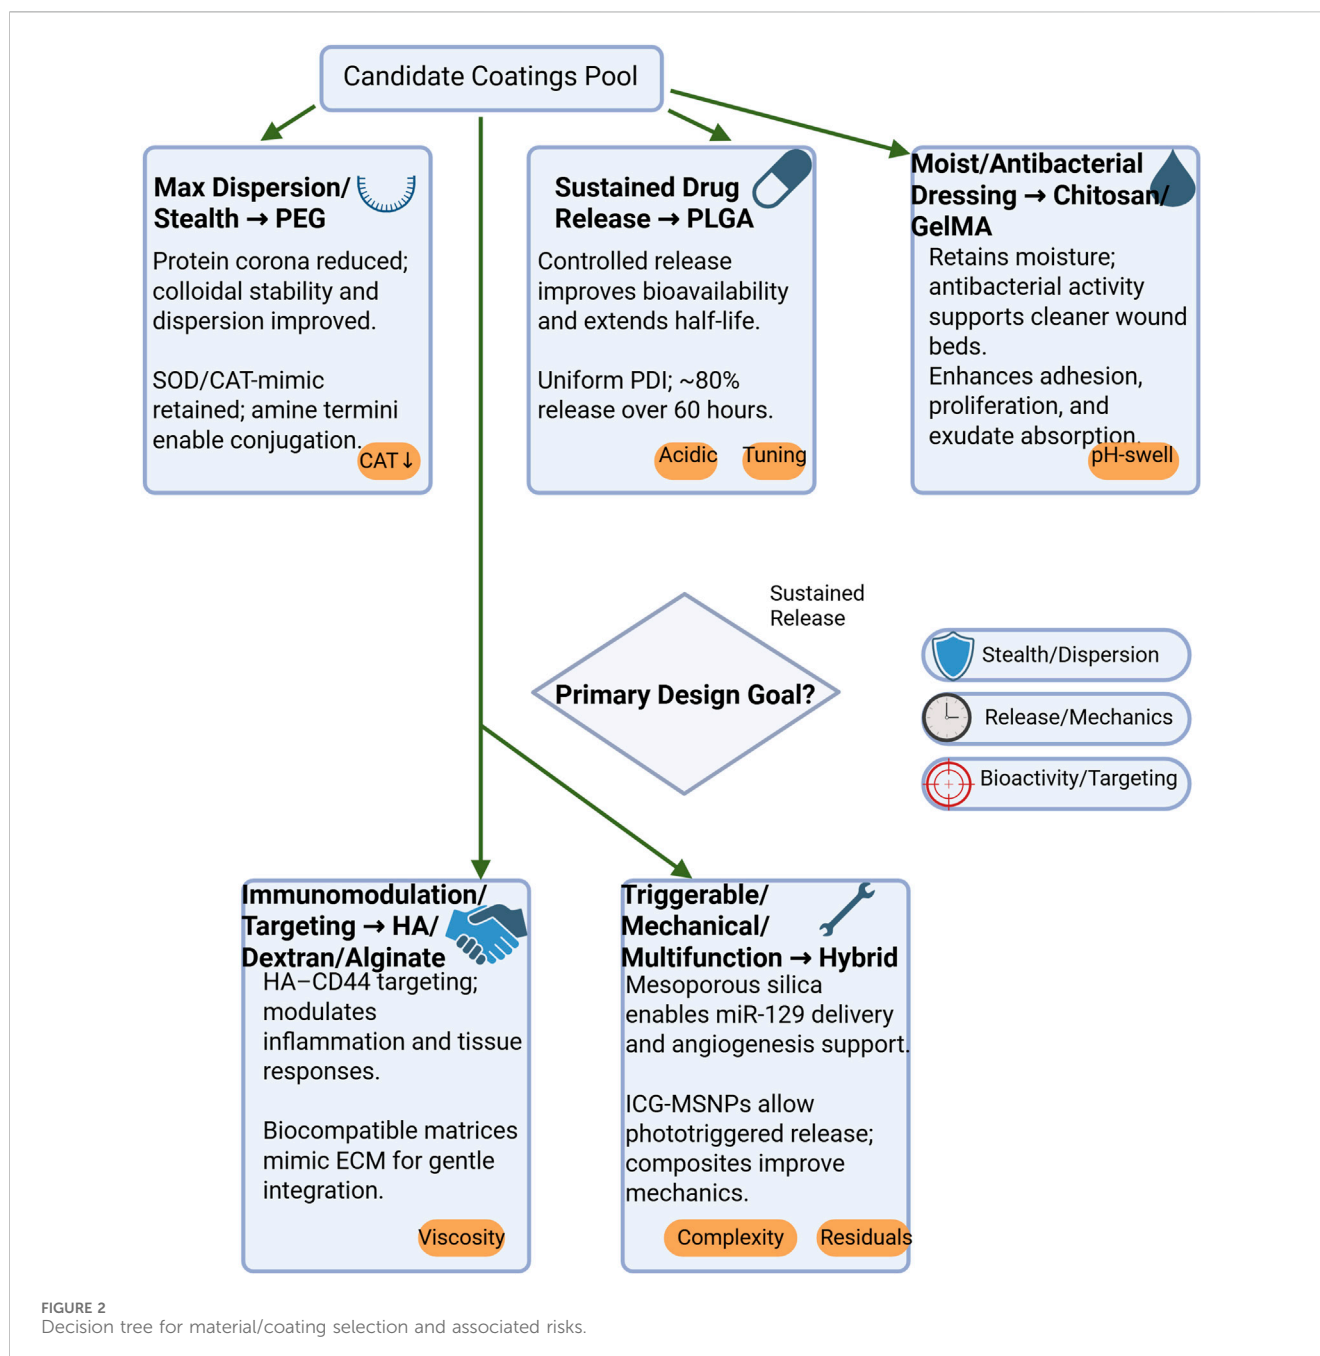 Candidate Coatings Pool
Max Dispersion/
Stealth → PEG
Protein corona reduced;
colloidal stability and
dispersion improved.
SOD/CAT-mimic
retained; amine termini
enable conjugation.
CAT↓
Sustained Drug
Release → PLGA
Controlled release
improves bioavailability
and extends half-life.
Uniform PDI; ~80%
release over 60 hours.
Acidic
Tuning
Moist/Antibacterial
Dressing → Chitosan/
GelMA
Retains moisture;
antibacterial activity
supports cleaner wound
beds.
Enhances adhesion,
proliferation, and
exudate absorption.
pH-swell
Sustained
Release
Primary Design Goal?
Stealth/Dispersion
Release/Mechanics
Bioactivity/Targeting
Immunomodulation/
Targeting → HA/
Dextran/Alginate
HA–CD44 targeting;
modulates
inflammation and tissue
responses.
Biocompatible matrices
mimic ECM for gentle
integration.
Viscosity
Triggerable/
Mechanical/
Multifunction → Hybrid
Mesoporous silica
enables miR-129 delivery
and angiogenesis support.
ICG-MSNPs allow
phototriggered release;
composites improve
mechanics.
Complexity
Residuals
FIGURE 2
Decision tree for material/coating selection and associated risks.